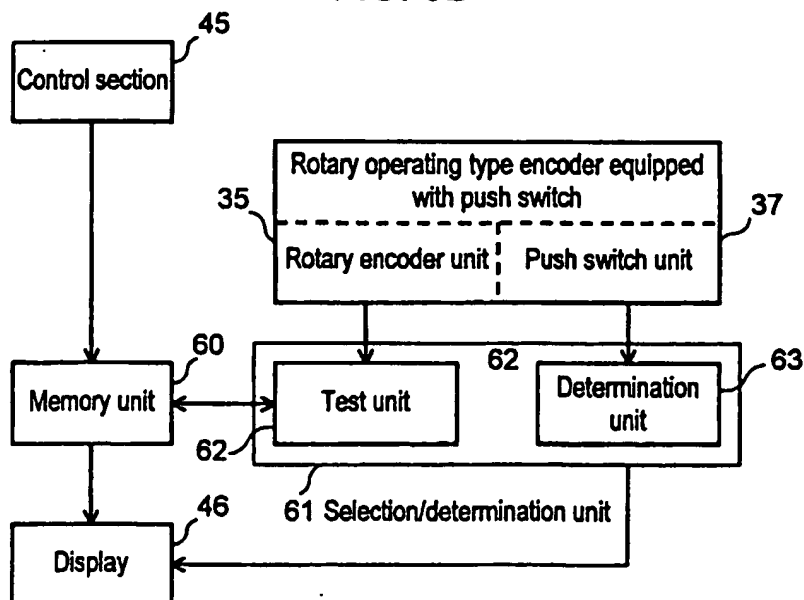 45
Control section
Rotary operating type encoder equipped
with push switch
35
37
Rotary encoder unit
Push switch unit
60
62
63
Memory unit
Test unit
Determination
unit
62
61 Selection/determination unit
46
Display